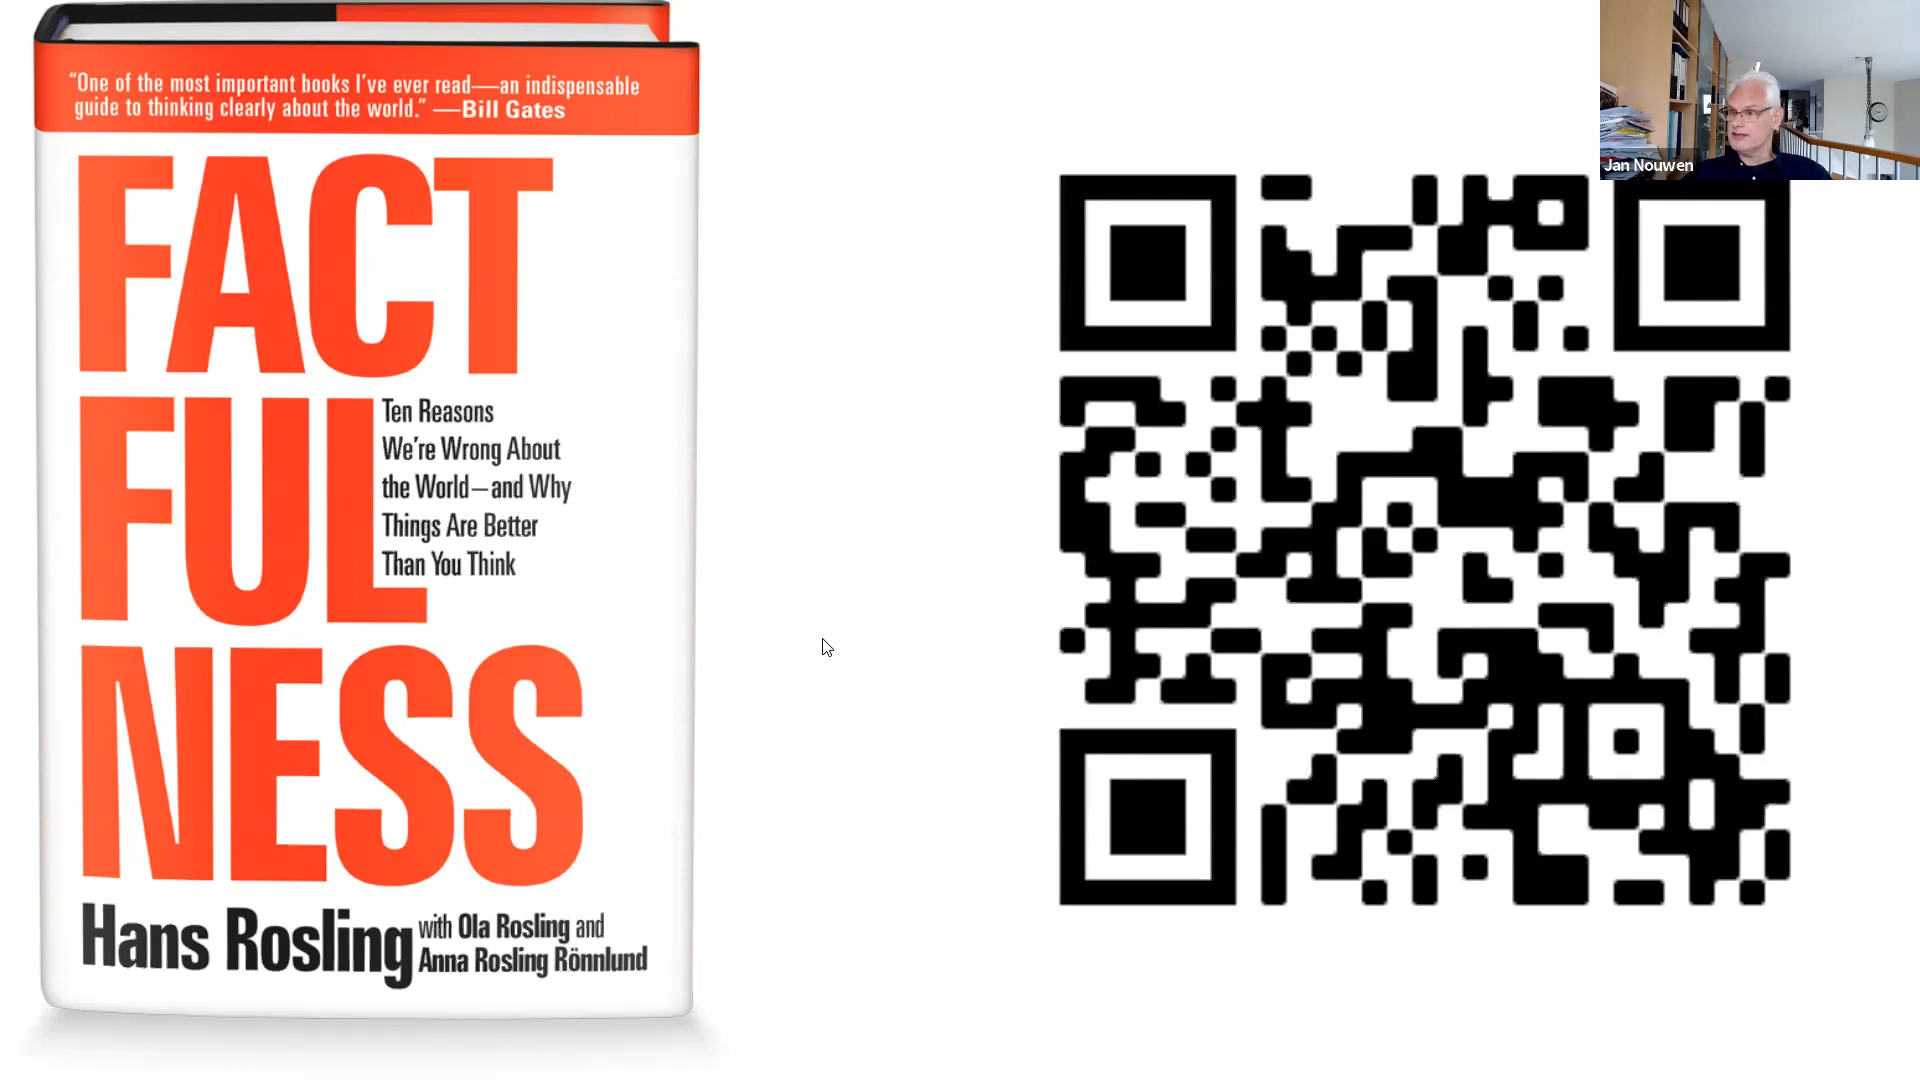 “One of the most important books I’ve ever read—an indispensable
guide to thinking clearly about the world.” —Bill Gates
FACT
FUL
Ten Reasons
We’re Wrong About
the World–and Why
Things Are Better
Than You Think
NESS
Hans Rosling with Ola Rosling and
Anna Rosling Rönnlund
Jan Nouwen